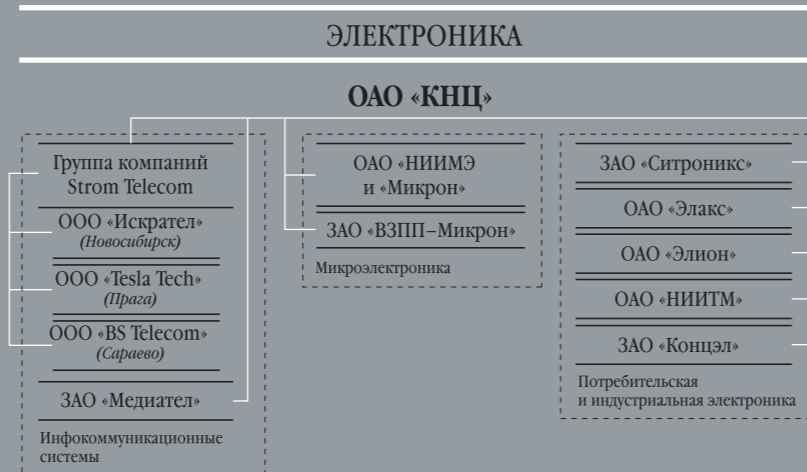 ЭЛЕКТРОНИКА
ОАО «КНЦ»
Группа компаний
Strom Telecom
ООО «Искрател»
(Новосибирск)
ООО «Tesla Tech»
(Прага)
ООО «BS Telecom»
(Сараево)
ЗАО «Медиател»
Инфокоммуникационные
системы
ОАО «НИИМЭ
и «Микрон»
ЗАО «ВЗПП–Микрон»
Микроэлектроника
ЗАО «Ситроникс»
ОАО «Элакс»
ОАО «Элион»
ОАО «НИИТМ»
ЗАО «Концэл»
Потребительская
и индустриальная электроника